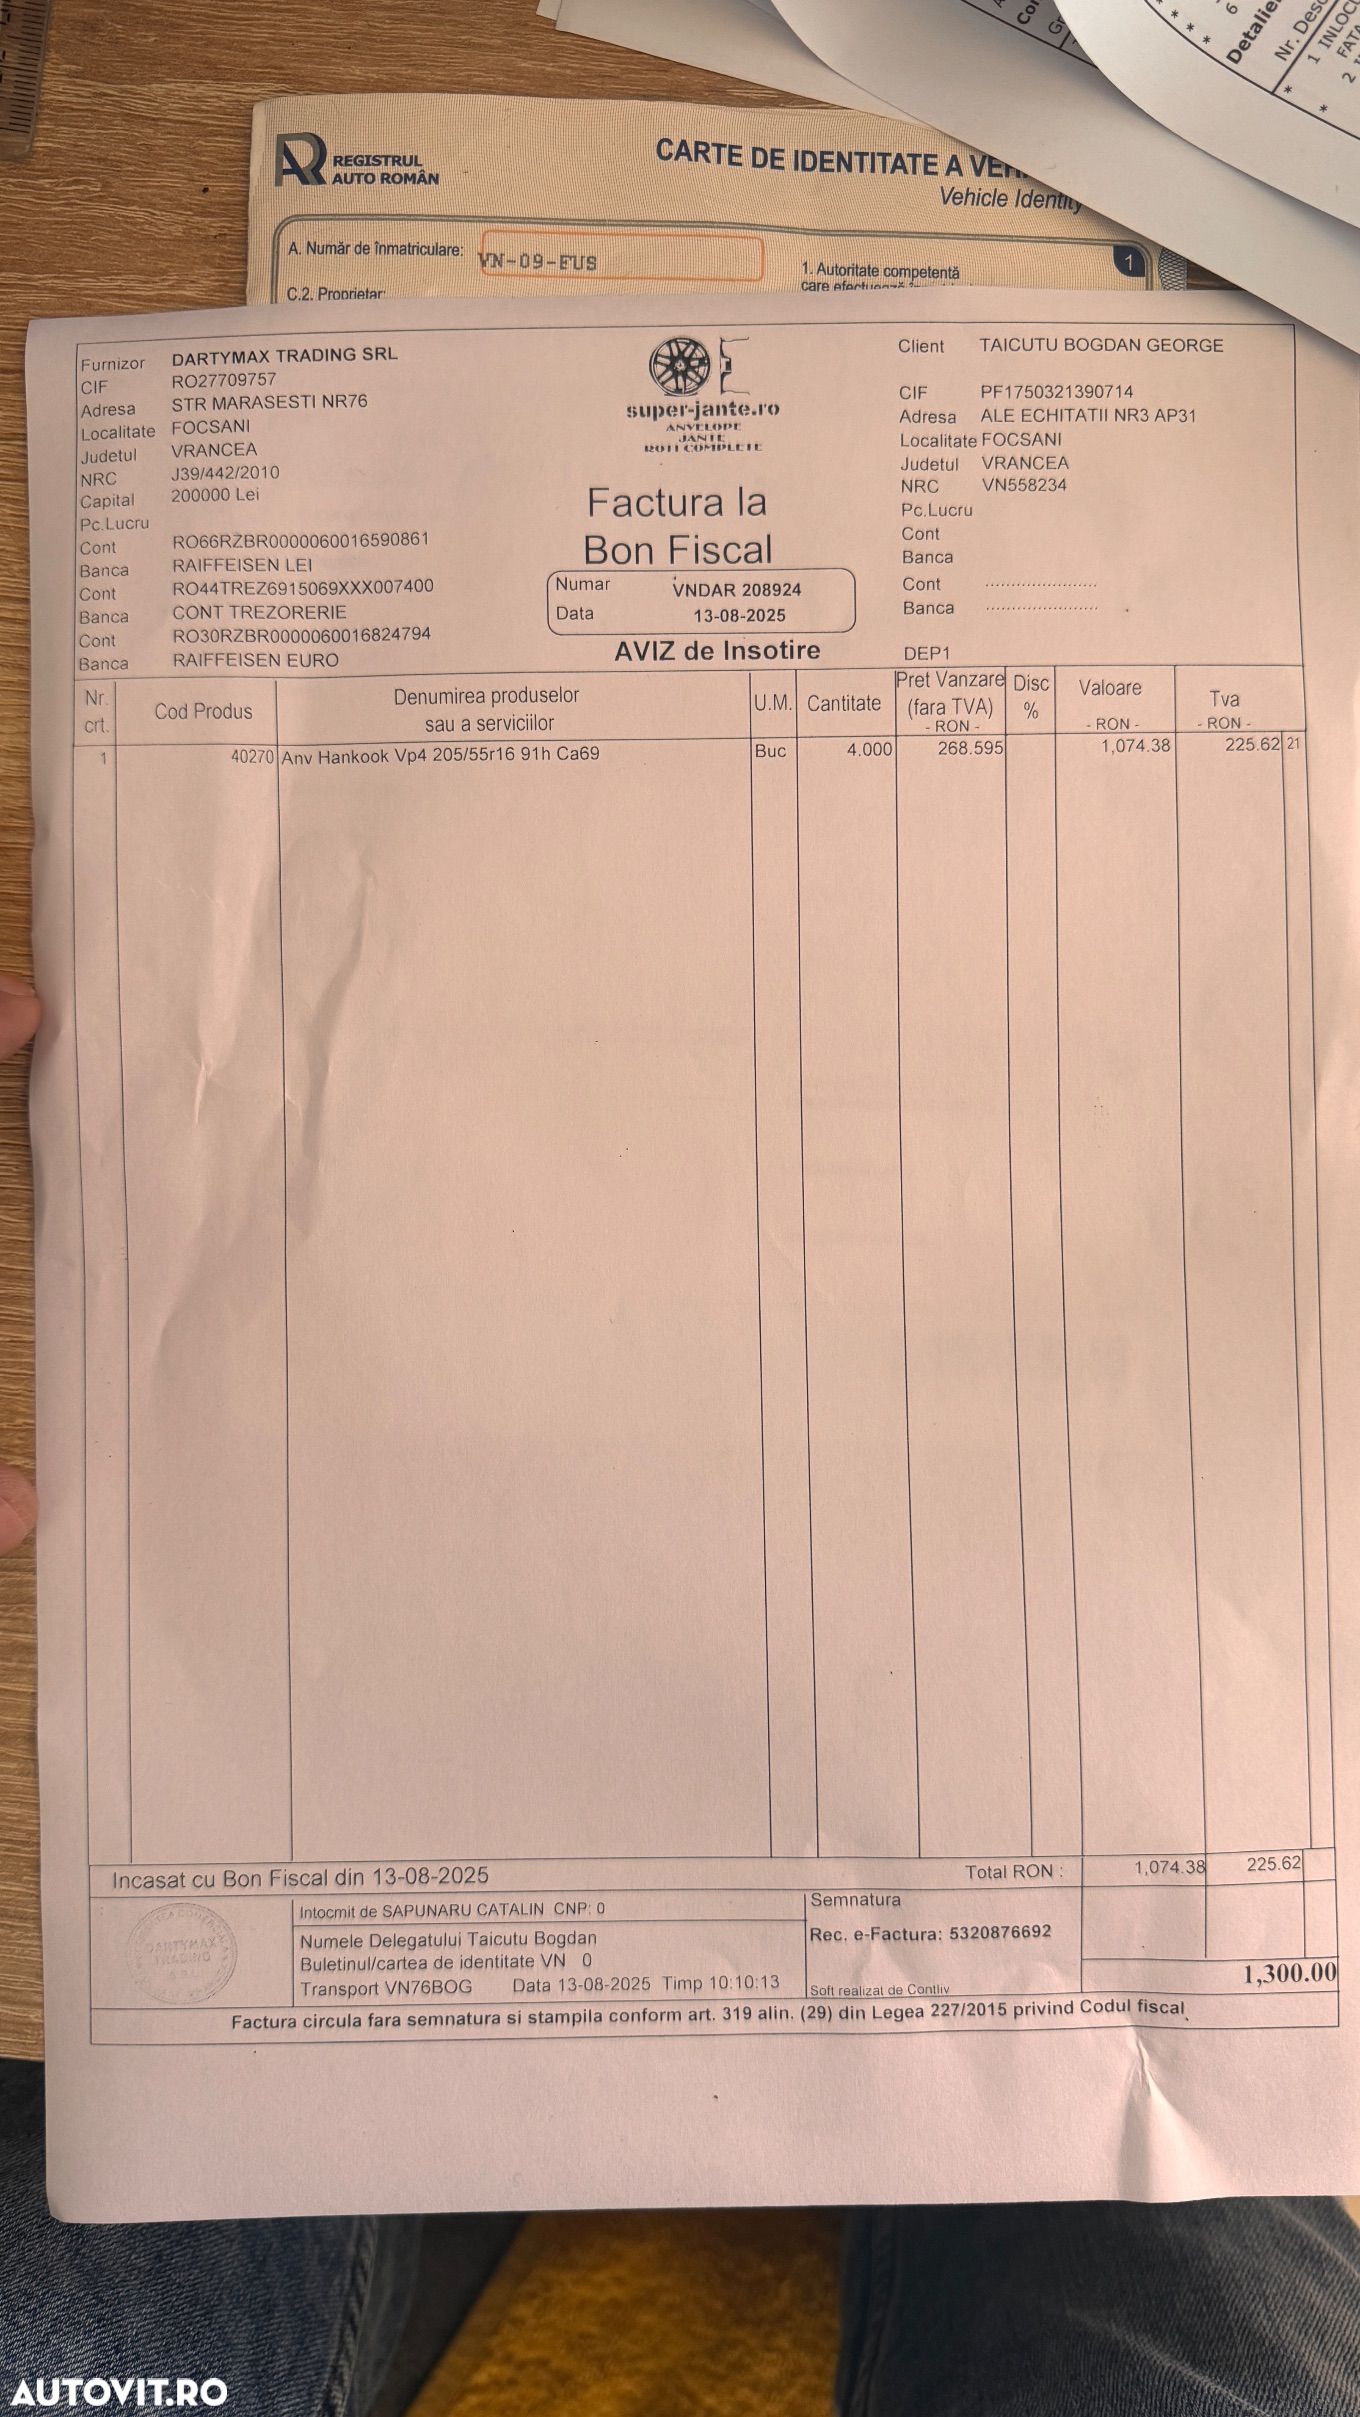 REGISTRUL
AUTO ROMÂN
CARTE DE IDENTITATE A
Vehicle Identity
A. Număr de înmatriculare:
VN-09-FUS
1. Autoritate competentă
1
C.2. Proprietar:
Detalie
Nr. Desc
1 INLOCU
FATA
2
Furnizor DARTYMAX TRADING SRL
CIF RO27709757
Adresa STR MARASESTI NR76
Localitate FOCSANI
Judetul VRANCEA
NRC J39/442/2010
Capital 200000 Lei
Pc.Lucru
Cont RO66RZBR0000060016590861
Banca RAIFFEISEN LEI
Cont RO44TREZ6915069XXX007400
Banca CONT TREZORERIE
Cont RO30RZBR0000060016824794
Banca RAIFFEISEN EURO
super-jante.ro
ANVELOPE
JANTE
ROTI COMPLETE
Factura la
Bon Fiscal
Numar VNDAR 208924
Data 13-08-2025
AVIZ de Insotire
Client TAICUTU BOGDAN GEORGE
CIF PF1750321390714
Adresa ALE ECHITATII NR3 AP31
Localitate FOCSANI
Judetul VRANCEA
NRC VN558234
Pc.Lucru
Cont
Banca
Cont ......................
Banca ......................
DEP1
Nr. crt. Cod Produs Denumirea produselor sau a serviciilor U.M. Cantitate Pret Vanzare (fara TVA) - RON - Disc % Valoare - RON - Tva - RON -
1 40270 Anv Hankook Vp4 205/55r16 91h Ca69 Buc 4.000 268.595 1,074.38 225.62 21
Incasat cu Bon Fiscal din 13-08-2025 Total RON : 1,074.38 225.62
Intocmit de SAPUNARU CATALIN CNP: 0
Numele Delegatului Taicutu Bogdan
Buletinul/cartea de identitate VN 0
Transport VN76BOG Data 13-08-2025 Timp 10:10:13
Semnatura
Rec. e-Factura: 5320876692
Soft realizat de Contliv
1,300.00
DARTYMAX
TRADING
Factura circula fara semnatura si stampila conform art. 319 alin. (29) din Legea 227/2015 privind Codul fiscal
AUTOVIT.RO